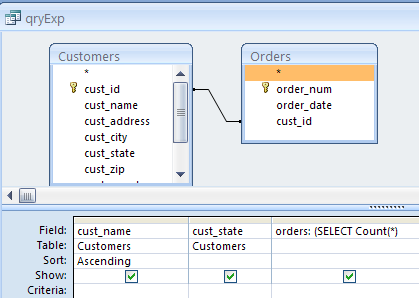 qryExp
Customers
*
cust_id
cust_name
cust_address
cust_city
cust_state
cust_zip
Orders
*
order_num
order_date
cust_id
Field: cust_name cust_state orders: (SELECT Count(*)
Table: Customers Customers
Sort: Ascending
Show:
Criteria: